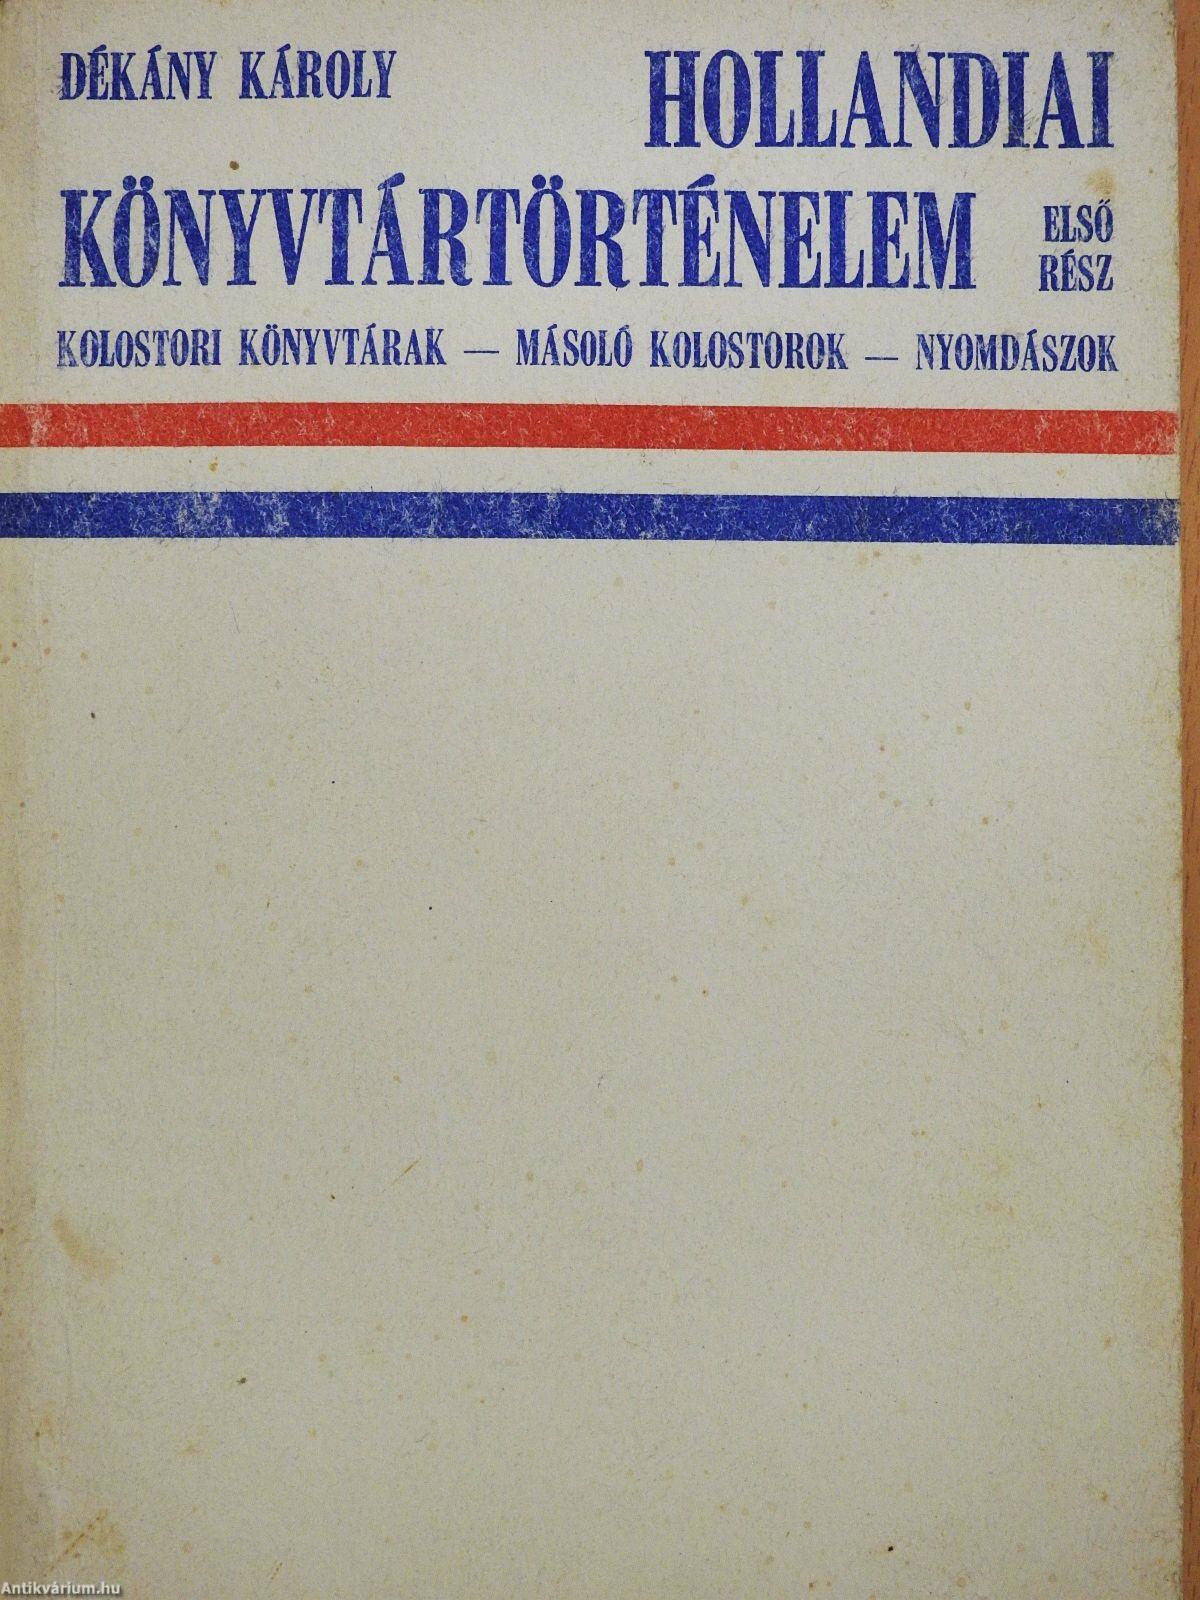 DÉKÁNY KÁROLY
HOLLANDIAI
KÖNYVTÁRTÖRTÉNELEM
ELSŐ
RÉSZ
KOLOSTORI KÖNYVTÁRAK — MÁSOLÓ KOLOSTOROK — NYOMDÁSZOK
Antikvárium.hu